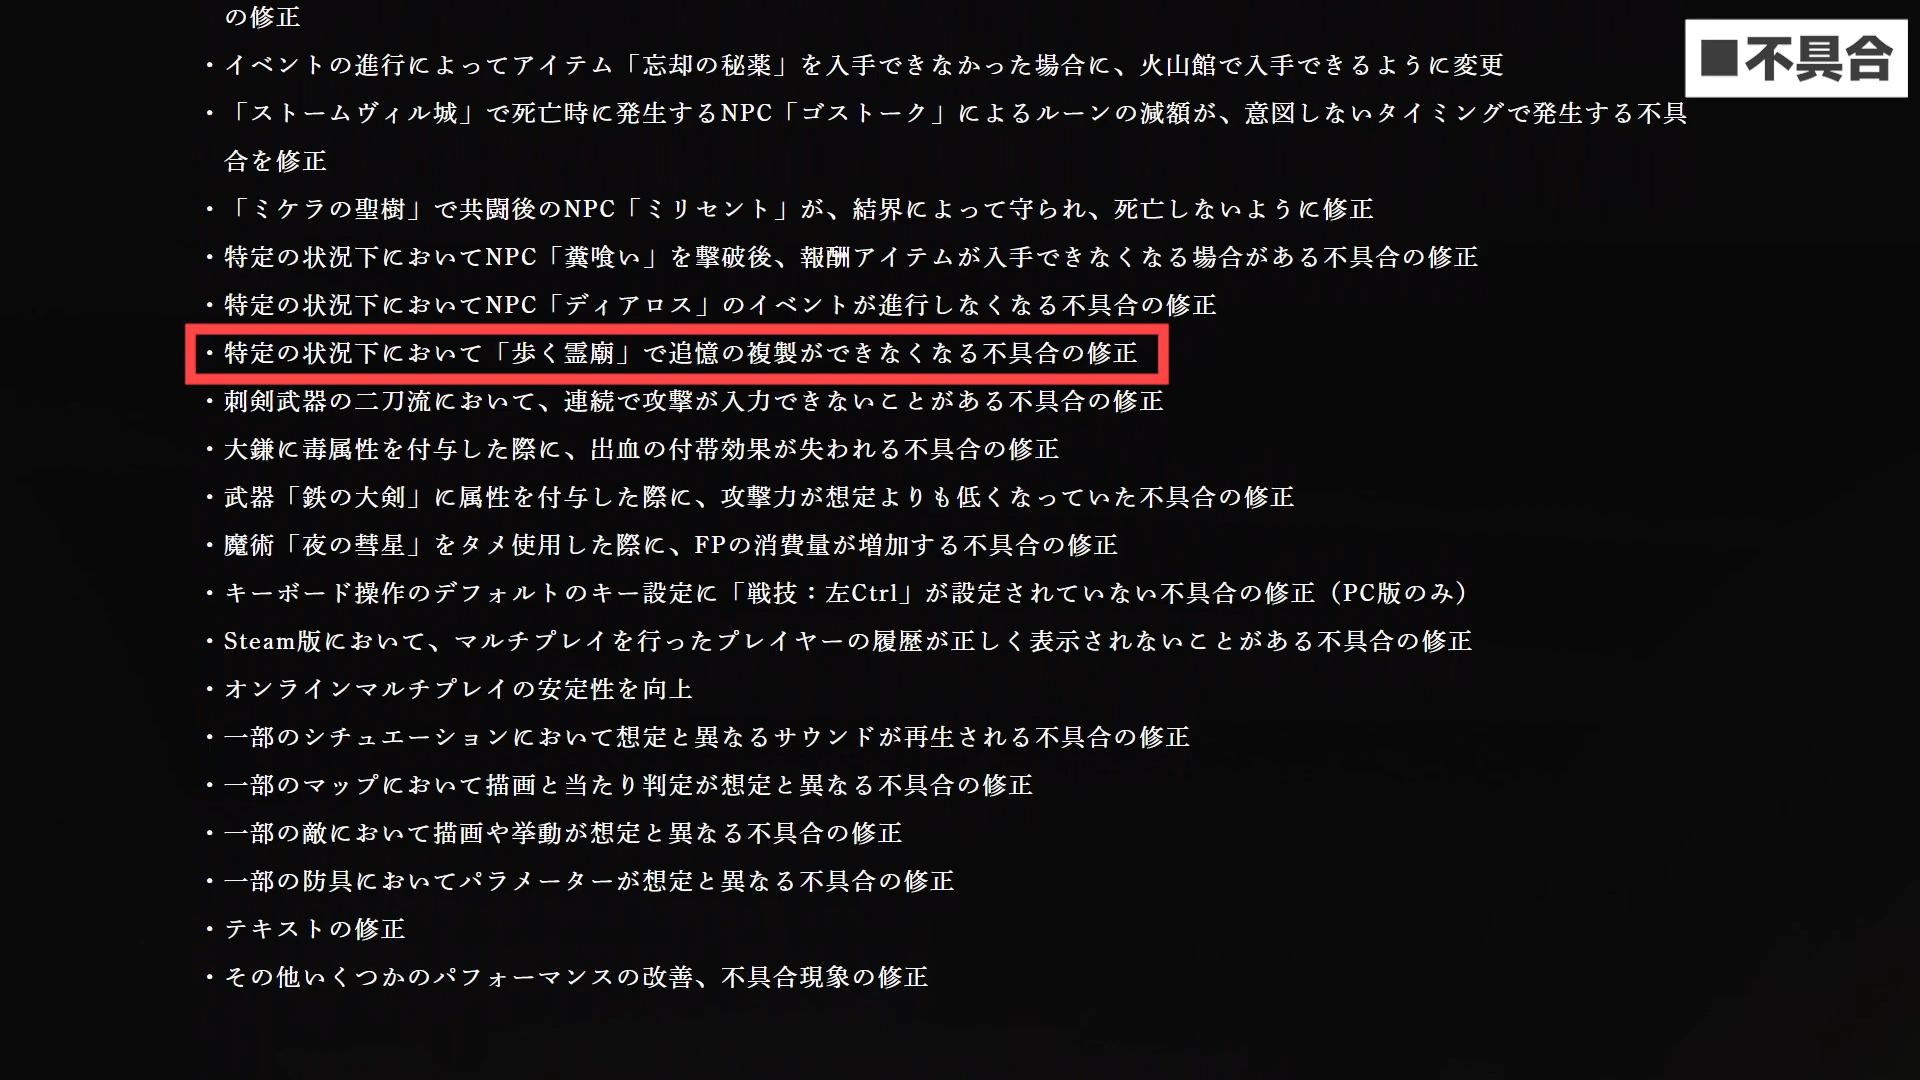 の修正
■不具合
・イベントの進行によってアイテム「忘却の秘薬」を入手できなかった場合に、火山館で入手できるように変更
・「ストームヴィル城」で死亡時に発生するNPC「ゴストーク」によるルーンの減額が、意図しないタイミングで発生する不具
合を修正
・「ミケラの聖樹」で共闘後のNPC「ミリセント」が、結界によって守られ、死亡しないように修正
・特定の状況下においてNPC「糞喰い」を撃破後、報酬アイテムが入手できなくなる場合がある不具合の修正
・特定の状況下においてNPC「ディアロス」のイベントが進行しなくなる不具合の修正
・特定の状況下において「歩く霊廟」で追憶の複製ができなくなる不具合の修正
・刺剣武器の二刀流において、連続で攻撃が入力できないことがある不具合の修正
・大鎌に毒属性を付与した際に、出血の付帯効果が失われる不具合の修正
・武器「鉄の大剣」に属性を付与した際に、攻撃力が想定よりも低くなっていた不具合の修正
・魔術「夜の彗星」をタメ使用した際に、FPの消費量が増加する不具合の修正
・キーボード操作のデフォルトのキー設定に「戦技：左Ctrl」が設定されていない不具合の修正（PC版のみ）
・Steam版において、マルチプレイを行ったプレイヤーの履歴が正しく表示されないことがある不具合の修正
・オンラインマルチプレイの安定性を向上
・一部のシチュエーションにおいて想定と異なるサウンドが再生される不具合の修正
・一部のマップにおいて描画と当たり判定が想定と異なる不具合の修正
・一部の敵において描画や挙動が想定と異なる不具合の修正
・一部の防具においてパラメーターが想定と異なる不具合の修正
・テキストの修正
・その他いくつかのパフォーマンスの改善、不具合現象の修正